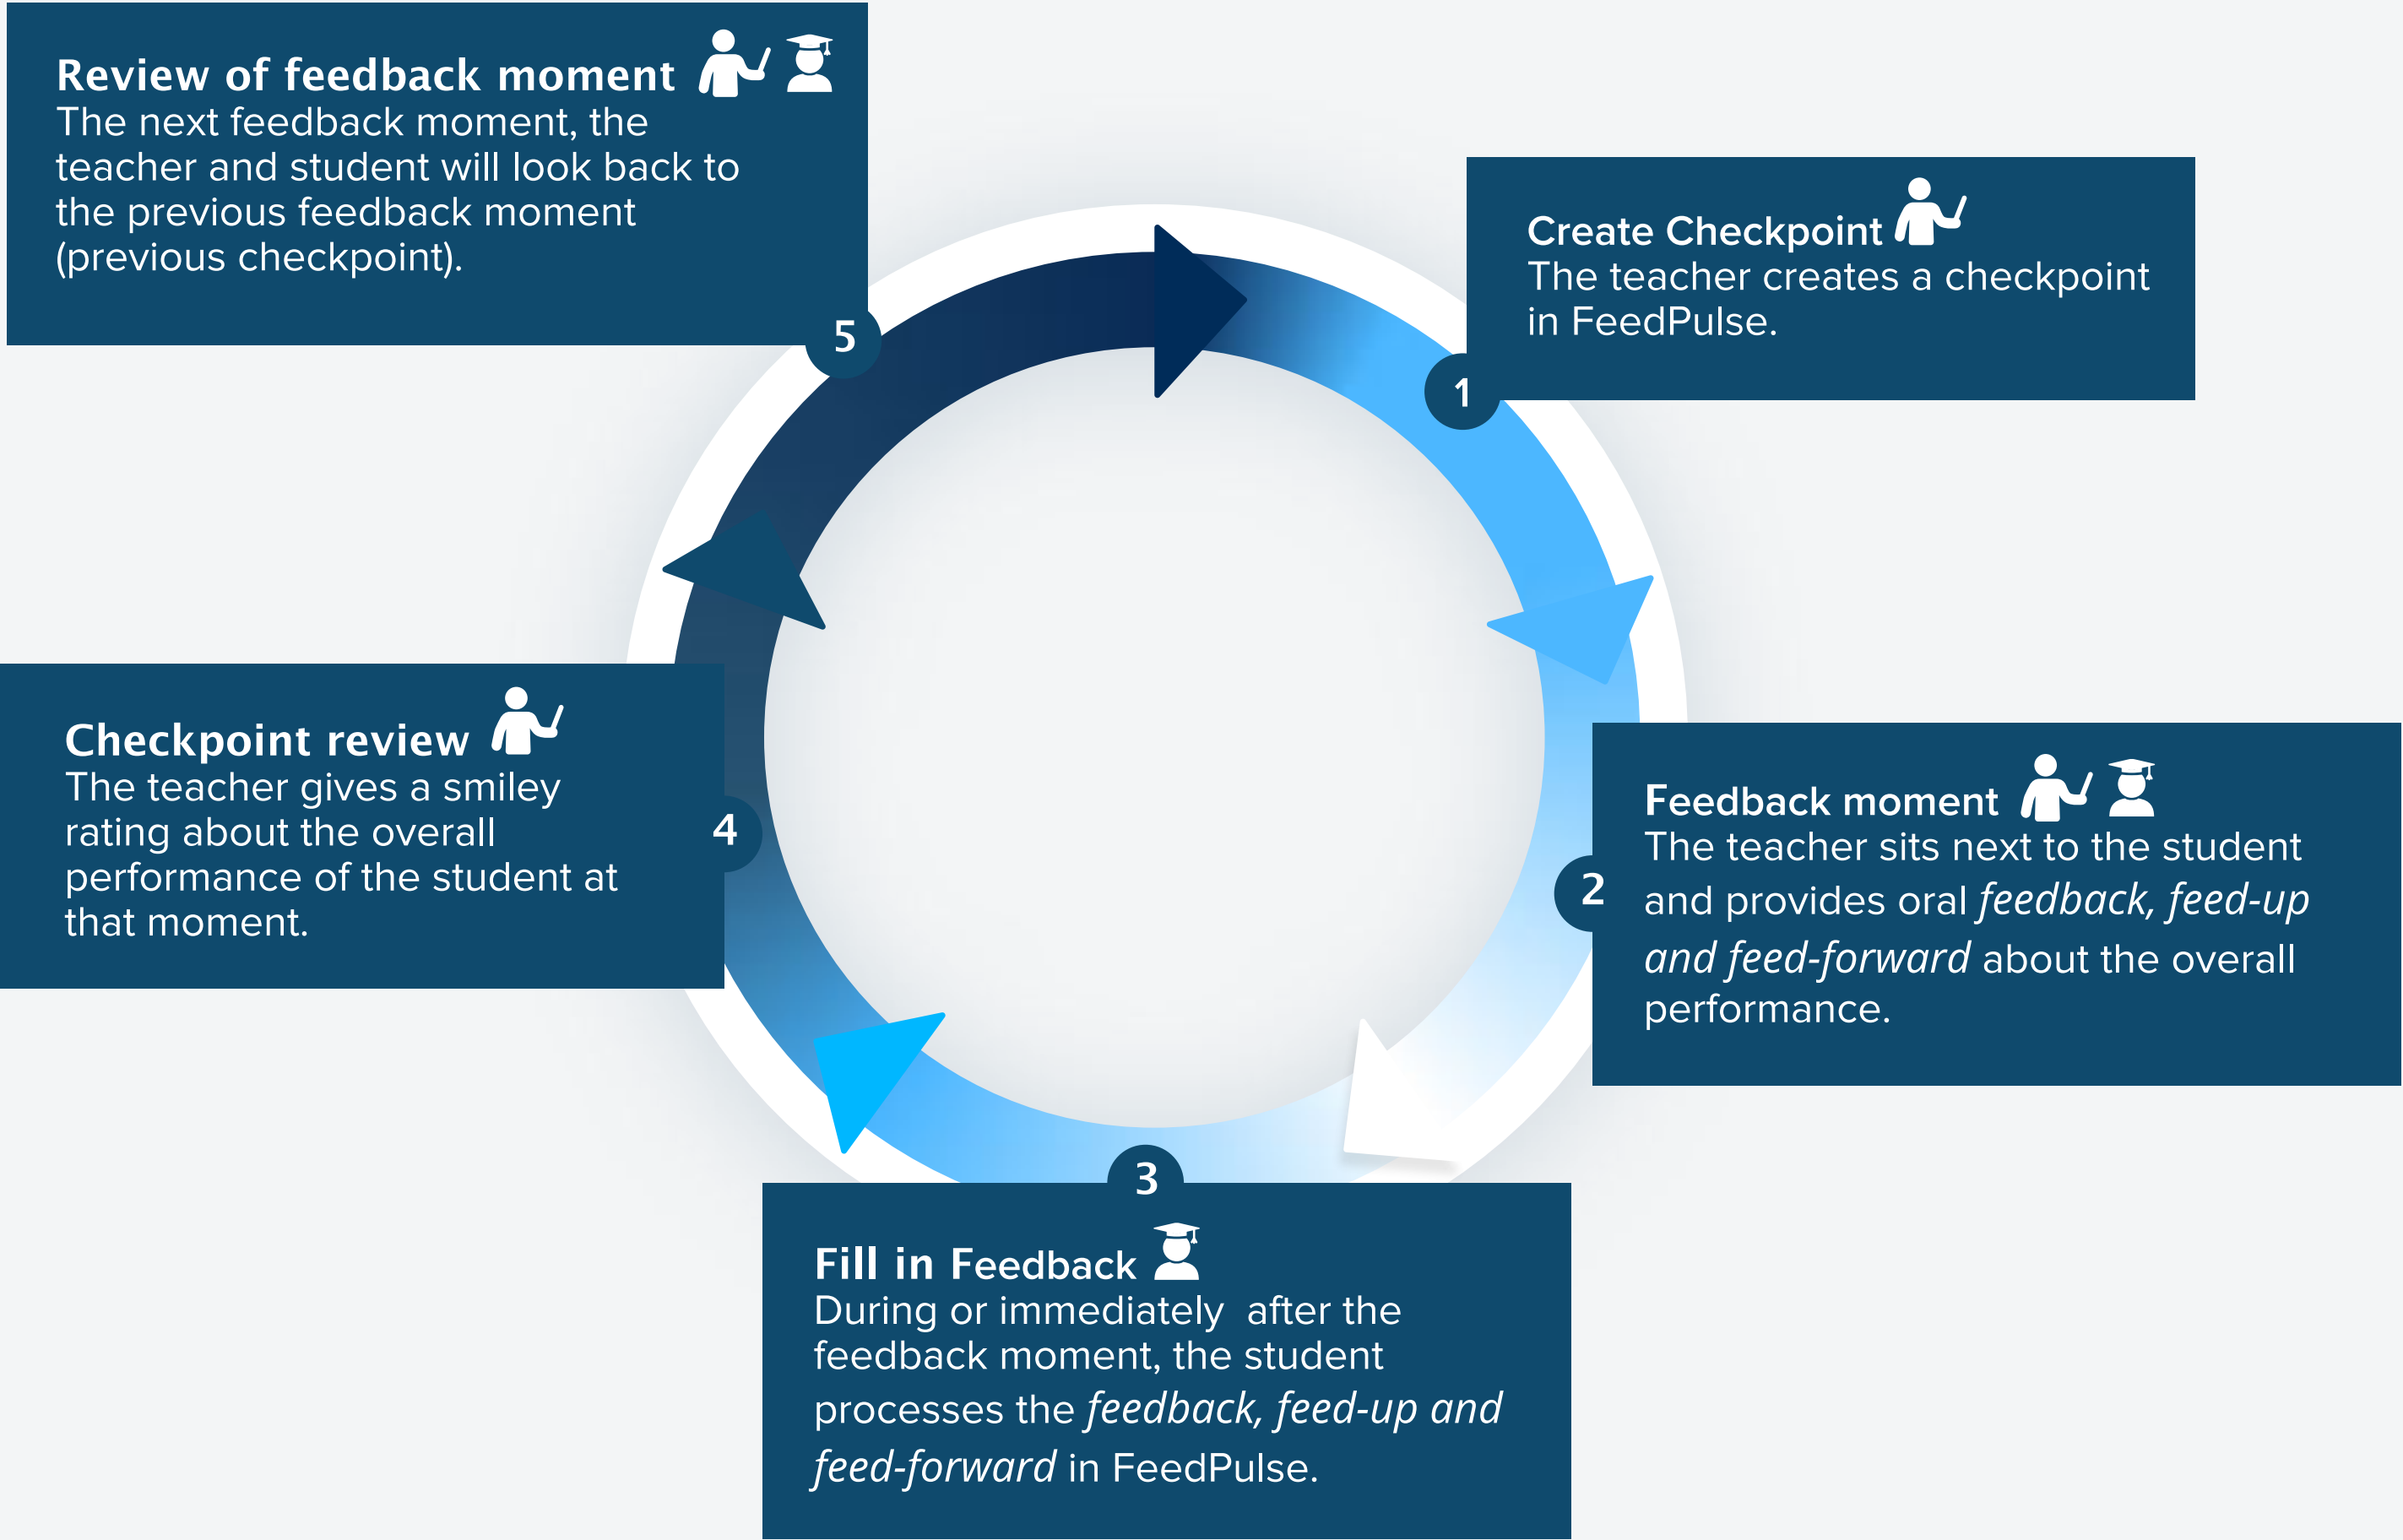 Review of feedback moment
The next feedback moment, the
teacher and student will look back to
the previous feedback moment
(previous checkpoint).
5
Create Checkpoint
The teacher creates a checkpoint
in FeedPulse.
1
Feedback moment
The teacher sits next to the student
and provides oral feedback, feed-up
and feed-forward about the overall
performance.
2
Fill in Feedback
During or immediately  after the
feedback moment, the student
processes the feedback, feed-up and
feed-forward in FeedPulse.
3
Checkpoint review
The teacher gives a smiley
rating about the overall
performance of the student at
that moment.
4